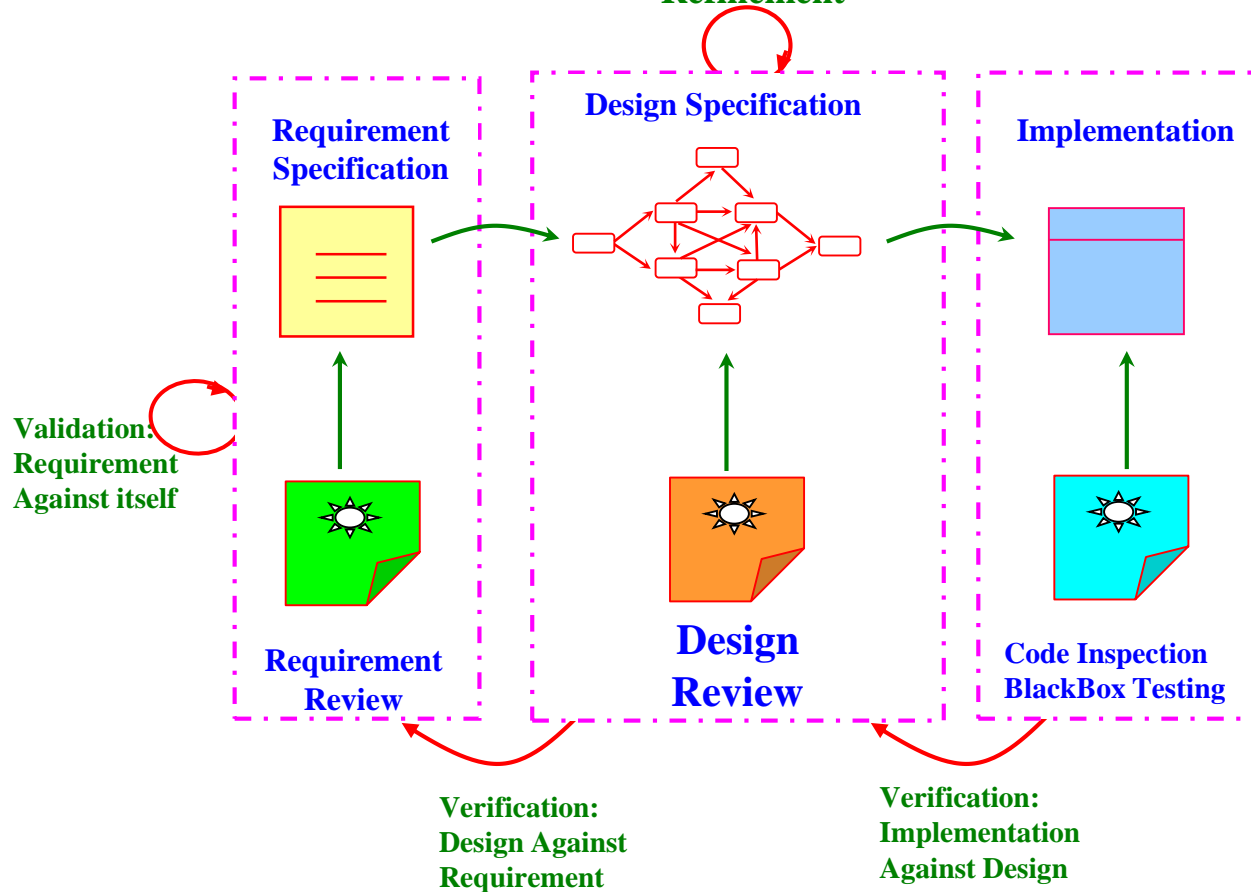 Refinement
Design Specification
Requirement
Specification
Implementation
Validation:
Requirement
Against itself
Requirement
Review
Design
Review
Code Inspection
BlackBox Testing
Verification:
Design Against
Requirement
Verification:
Implementation
Against Design